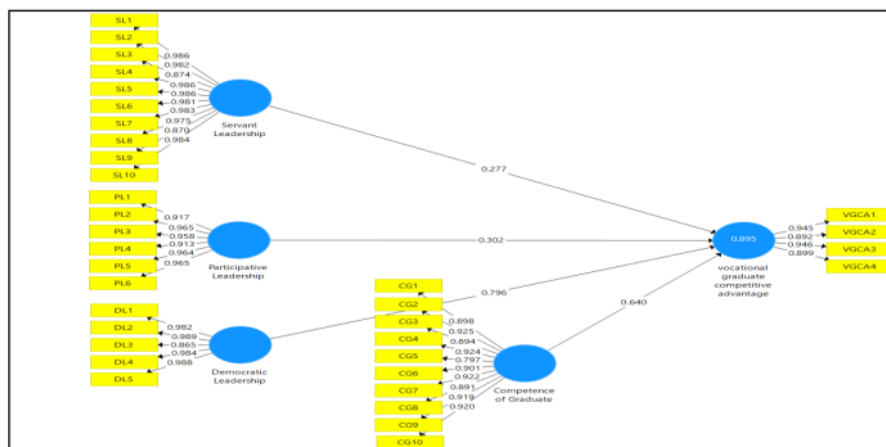 SL1
SL2
SL3
SL4
SL5
SL6
SL7
SL8
SL9
SL10
0.986
0.982
0.874
0.986
0.986
0.981
0.983
0.975
0.870
0.984
Servant
Leadership
0.277
PL1
PL2
PL3
PL4
PL5
PL6
0.917
0.965
0.958
0.913
0.964
0.965
Participative
Leadership
0.302
DL1
DL2
DL3
DL4
DL5
0.982
0.989
0.865
0.984
0.988
Democratic
Leadership
0.796
CG1
CG2
CG3
CG4
CG5
CG6
CG7
CG8
CG9
CG10
0.898
0.925
0.894
0.924
0.797
0.901
0.922
0.891
0.919
0.920
Competence
of Graduate
0.640
0.895
vocational
graduate
competitive
advantage
0.945
0.892
0.946
0.899
VGCA1
VGCA2
VGCA3
VGCA4